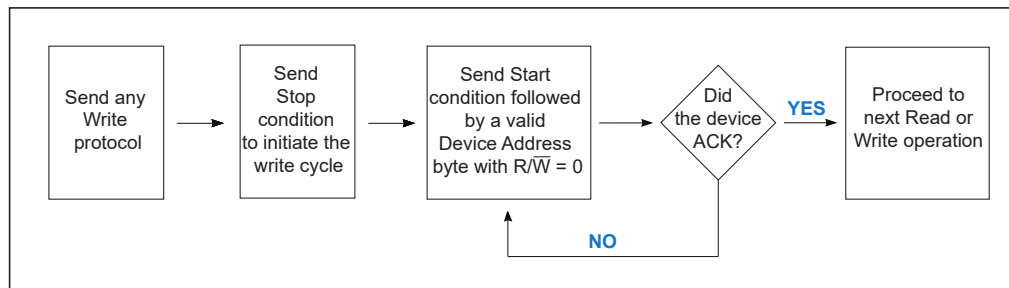 Send any
Write
protocol
Send
Stop
condition
to initiate the
write cycle
Send Start
condition followed
by a valid
Device Address
byte with R/W̅ = 0
Did
the device
ACK?
YES
NO
Proceed to
next Read or
Write operation